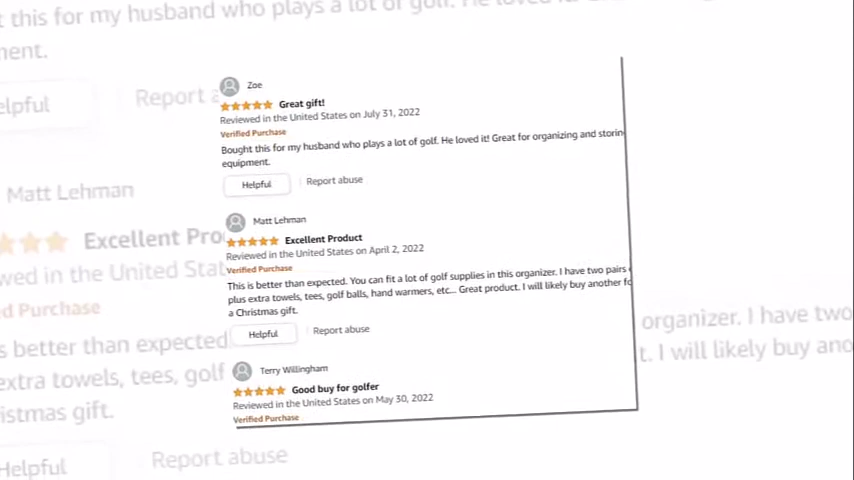 t this for my husband who plays a lot of golf. He loved it!
ment.
elpful
Report a
Matt Lehman
Excellent Pro
wed in the United Stat
d Purchase
s better than expected
extra towels, tees, golf
istmas gift.
Helpful
Report abuse
organizer. I have two
t. I will likely buy ano
Zoe
Great gift!
Reviewed in the United States on July 31, 2022
Verified Purchase
Bought this for my husband who plays a lot of golf. He loved it! Great for organizing and storin
equipment.
Helpful
Report abuse
Matt Lehman
Excellent Product
Reviewed in the United States on April 2, 2022
Verified Purchase
This is better than expected. You can fit a lot of golf supplies in this organizer. I have two pairs
plus extra towels, tees, golf balls, hand warmers, etc... Great product. I will likely buy another fo
a Christmas gift.
Helpful
Report abuse
Terry Willingham
Good buy for golfer
Reviewed in the United States on May 30, 2022
Verified Purchase